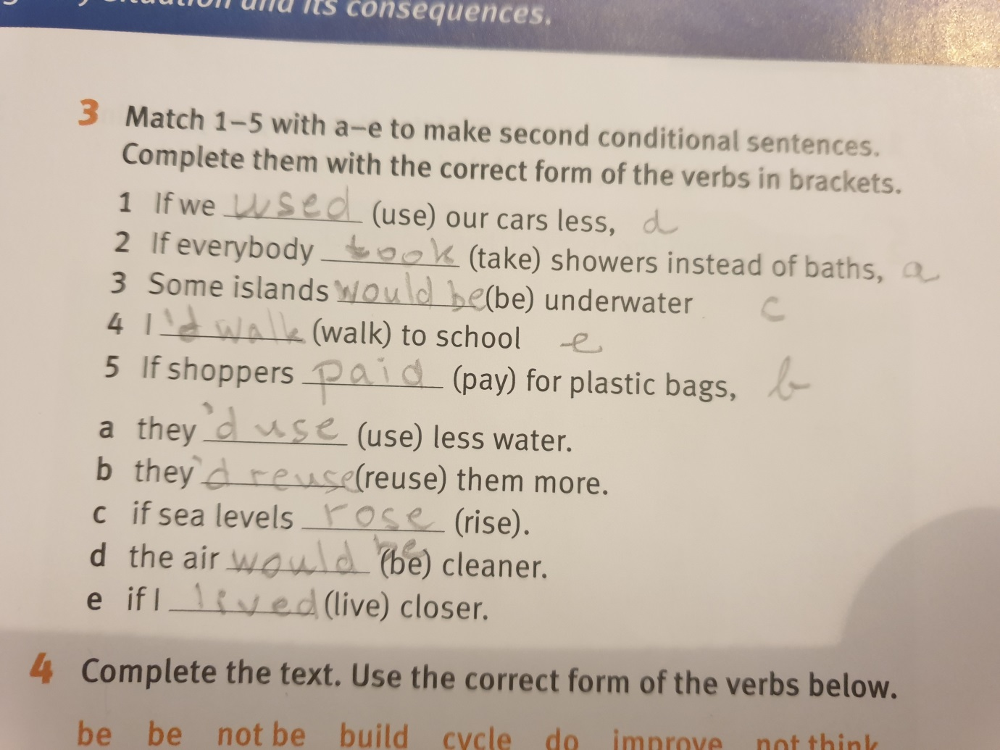 situation and its consequences.
3 Match 1–5 with a–e to make second conditional sentences.
Complete them with the correct form of the verbs in brackets.
1 If we used (use) our cars less, d
2 If everybody took (take) showers instead of baths, a
3 Some islands would be (be) underwater c
4 I 'd walk (walk) to school e
5 If shoppers paid (pay) for plastic bags, b
a they 'd use (use) less water.
b they 'd reuse (reuse) them more.
c if sea levels rose (rise).
d the air would be (be) cleaner.
e if I lived (live) closer.
4 Complete the text. Use the correct form of the verbs below.
be be not be build cycle do improve not think